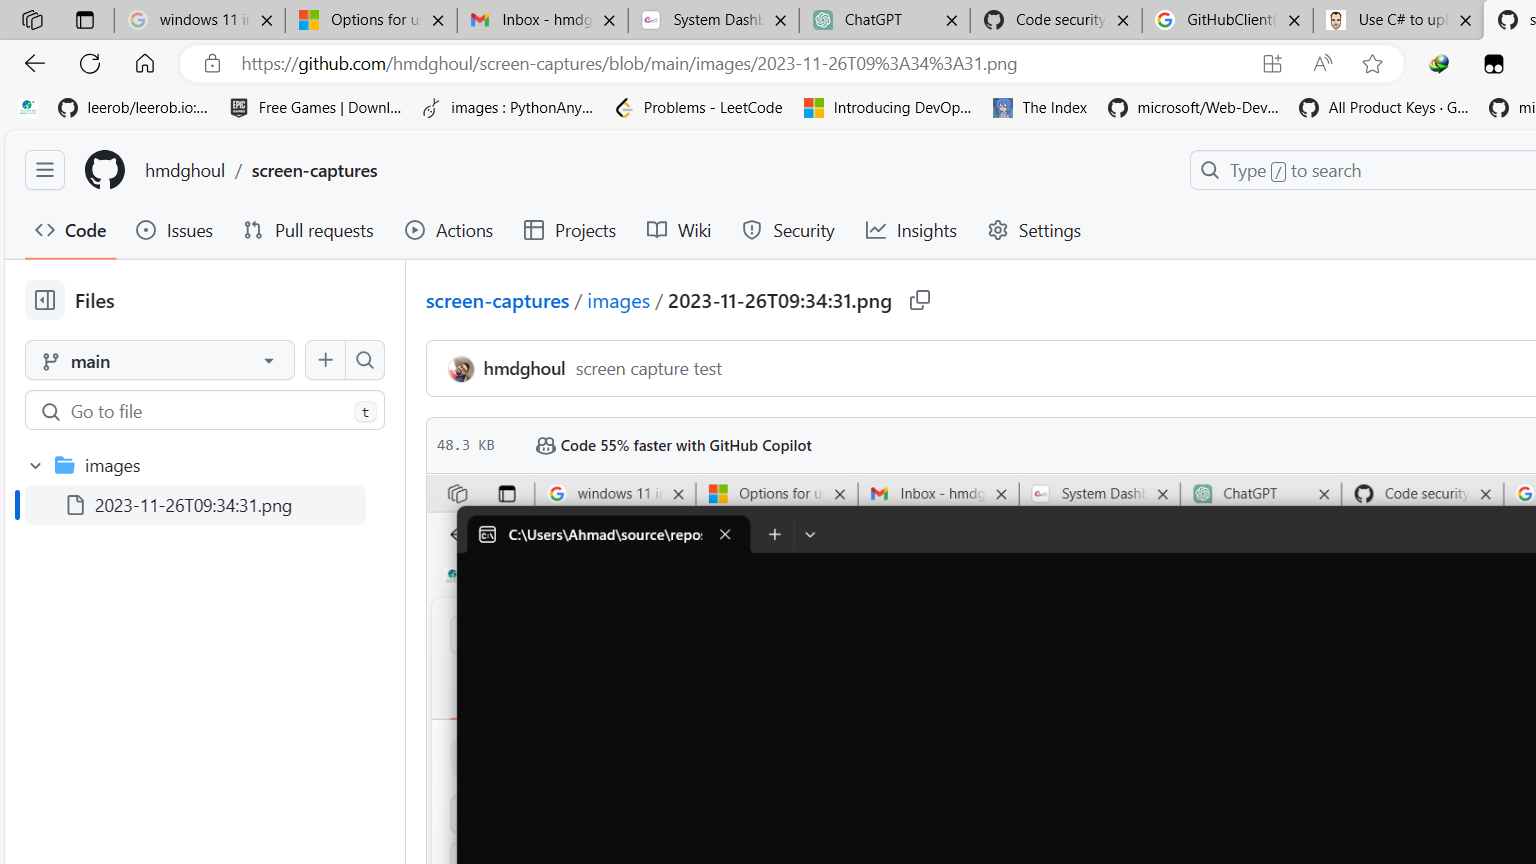 windows 11 in
Options for u
Inbox - hmdg
System Dashb
ChatGPT
Code security
GitHubClient(
Use C# to upl
s
https://github.com/hmdghoul/screen-captures/blob/main/images/2023-11-26T09%3A34%3A31.png
leerob/leerob.io:...
Free Games | Downl...
images : PythonAny...
Problems - LeetCode
Introducing DevOp...
The Index
microsoft/Web-Dev...
All Product Keys · G...
mi
hmdghoul / screen-captures
Type / to search
Code
Issues
Pull requests
Actions
Projects
Wiki
Security
Insights
Settings
Files
screen-captures / images / 2023-11-26T09:34:31.png
main
hmdghoul screen capture test
Go to file
t
48.3 KB
Code 55% faster with GitHub Copilot
images
2023-11-26T09:34:31.png
windows 11 in
Options for u
Inbox - hmdg
System Dashb
ChatGPT
Code security
C:\Users\Ahmad\source\repos